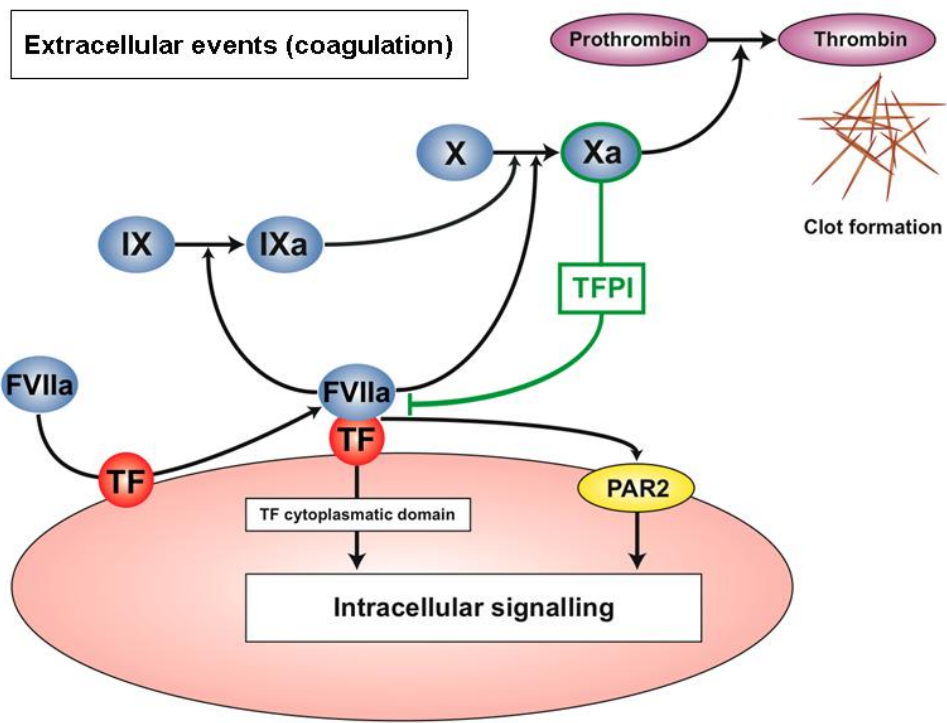 Extracellular events (coagulation)
Prothrombin
Thrombin
X
Xa
Clot formation
IX
IXa
TFPI
FVIIa
FVIIa
TF
TF
PAR2
TF cytoplasmatic domain
Intracellular signalling